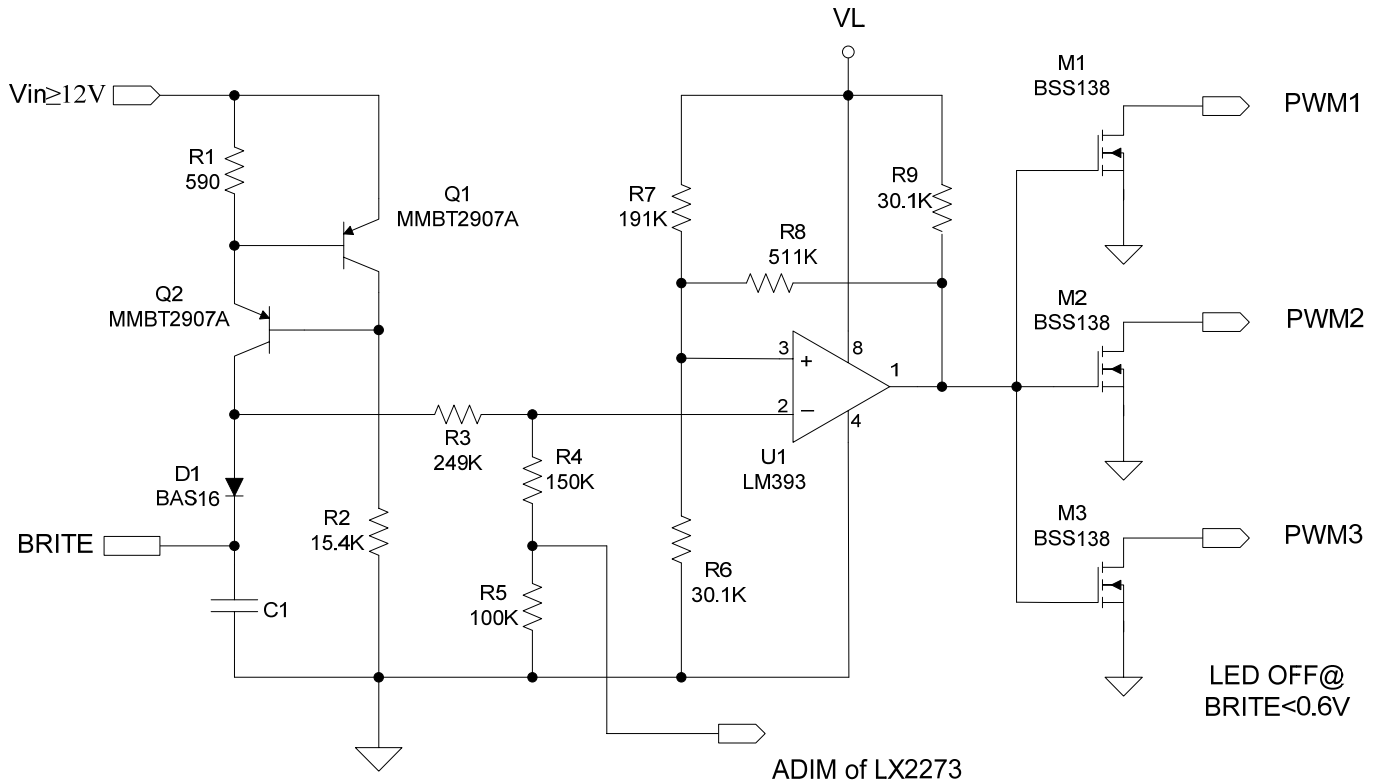 VL
Vin≥12V
M1
BSS138
PWM1
R1
590
Q1
MMBT2907A
R7
191K
R9
30.1K
R8
511K
Q2
MMBT2907A
M2
BSS138
PWM2
3
+
8
1
2
−
4
R3
249K
U1
LM393
R4
150K
D1
BAS16
R2
15.4K
BRITE
M3
BSS138
PWM3
R6
30.1K
R5
100K
C1
LED OFF@
BRITE<0.6V
ADIM of LX2273